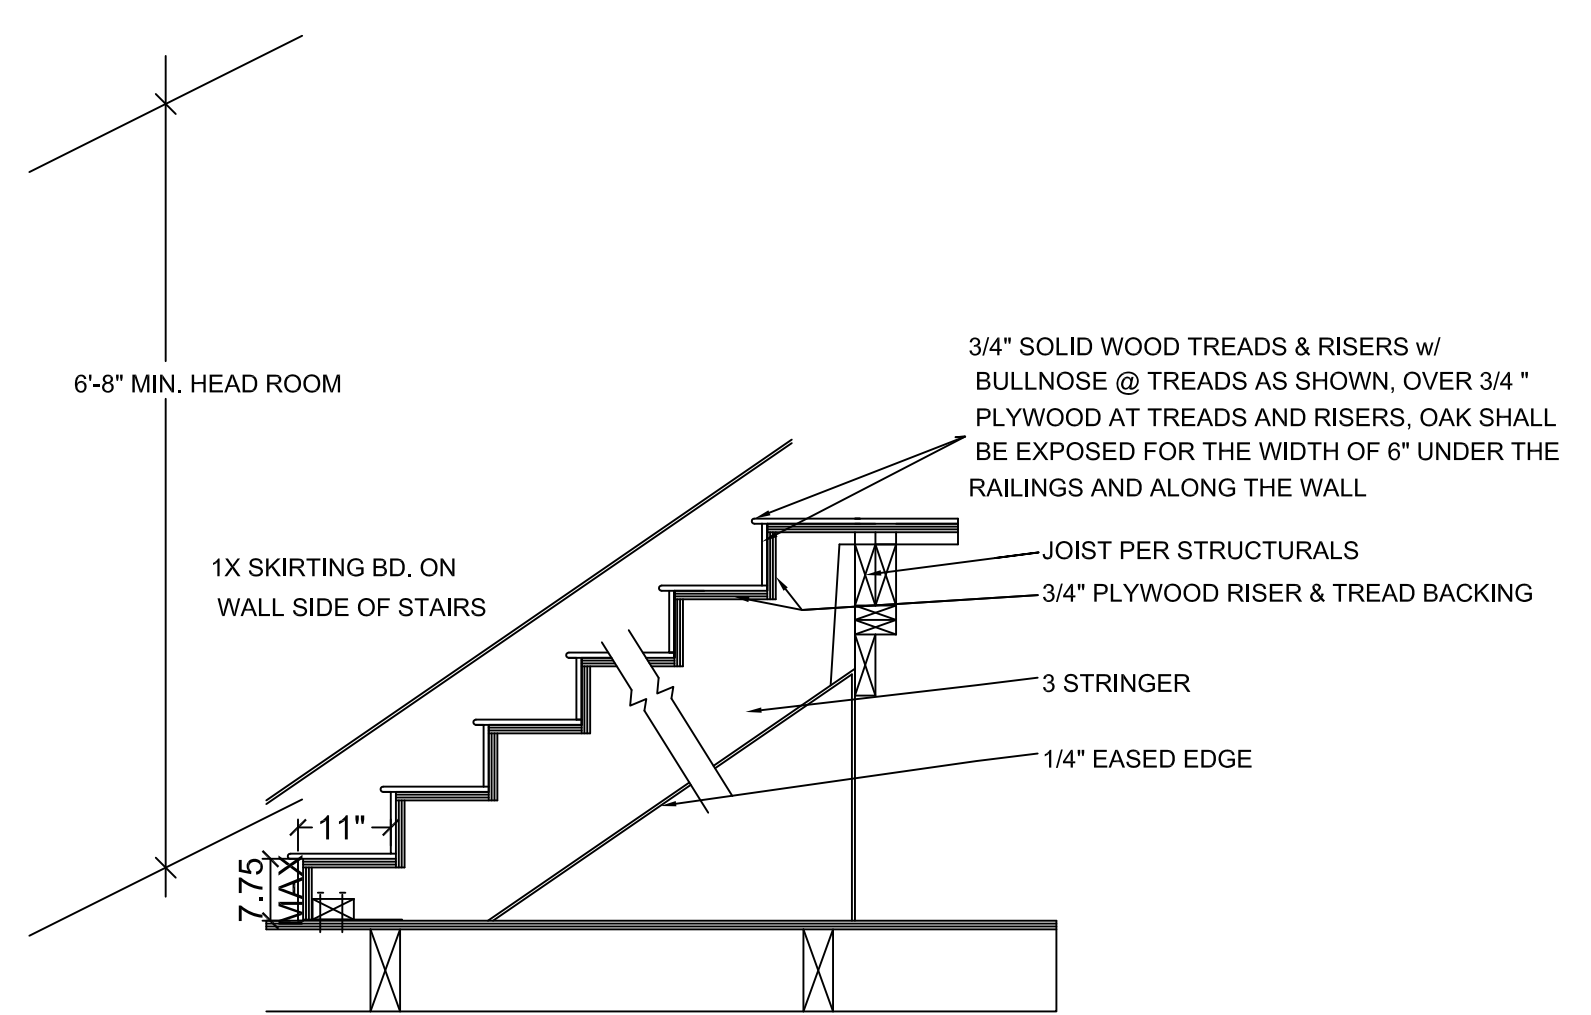 3/4" SOLID WOOD TREADS & RISERS w/
BULLNOSE @ TREADS AS SHOWN, OVER 3/4 "
PLYWOOD AT TREADS AND RISERS, OAK SHALL
BE EXPOSED FOR THE WIDTH OF 6" UNDER THE
RAILINGS AND ALONG THE WALL
6'-8" MIN. HEAD ROOM
JOIST PER STRUCTURALS
1X SKIRTING BD. ON
WALL SIDE OF STAIRS
3/4" PLYWOOD RISER & TREAD BACKING
3 STRINGER
1/4" EASED EDGE
11"
7.75
MAX